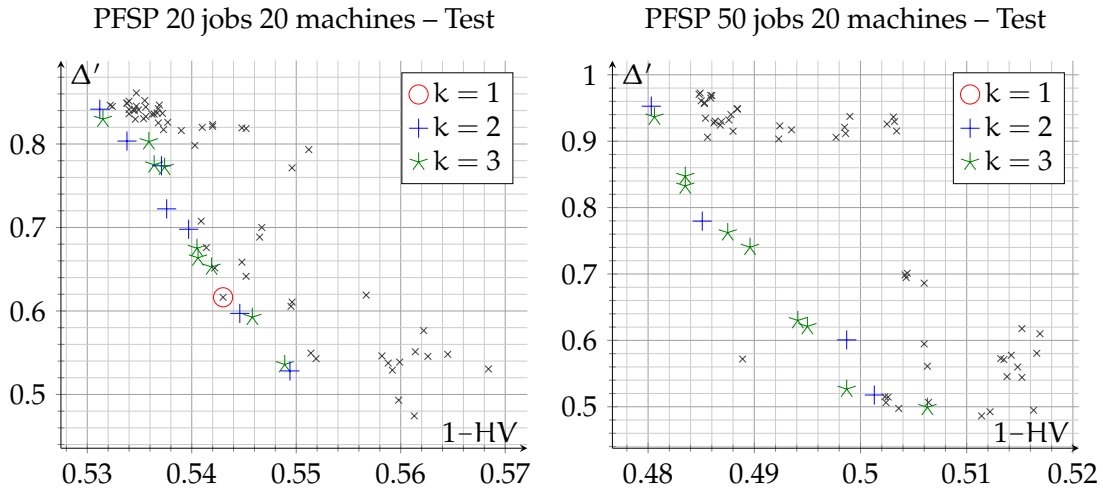 PFSP 20 jobs 20 machines – Test
Δ′
k = 1
k = 2
k = 3
0.8
0.7
0.6
0.5
1–HV
0.53 0.54 0.55 0.56 0.57
PFSP 50 jobs 20 machines – Test
Δ′
k = 1
k = 2
k = 3
1
0.9
0.8
0.7
0.6
0.5
1–HV
0.48 0.49 0.5 0.51 0.52